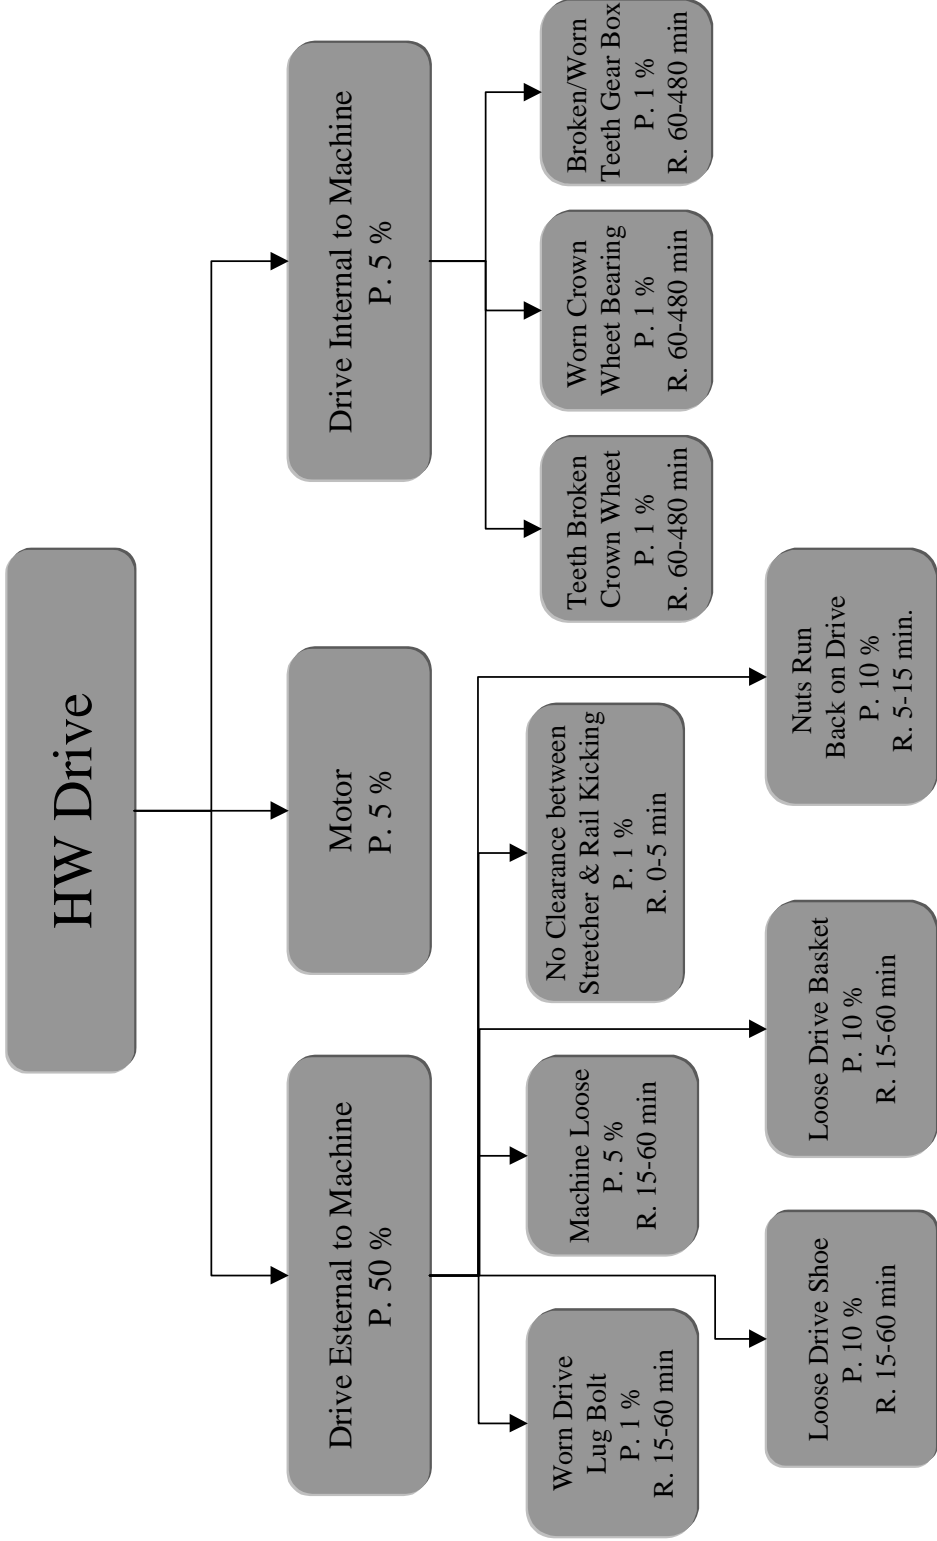 HW Drive
Drive Esternal to Machine
P. 50 %
Motor
P. 5 %
Drive Internal to Machine
P. 5 %
Worn Drive
Lug Bolt
P. 1 %
R. 15-60 min
Machine Loose
P. 5 %
R. 15-60 min
No Clearance between
Stretcher & Rail Kicking
P. 1 %
R. 0-5 min
Teeth Broken
Crown Wheet
P. 1 %
R. 60-480 min
Worn Crown
Wheet Bearing
P. 1 %
R. 60-480 min
Broken/Worn
Teeth Gear Box
P. 1 %
R. 60-480 min
Loose Drive Shoe
P. 10 %
R. 15-60 min
Loose Drive Basket
P. 10 %
R. 15-60 min
Nuts Run
Back on Drive
P. 10 %
R. 5-15 min.